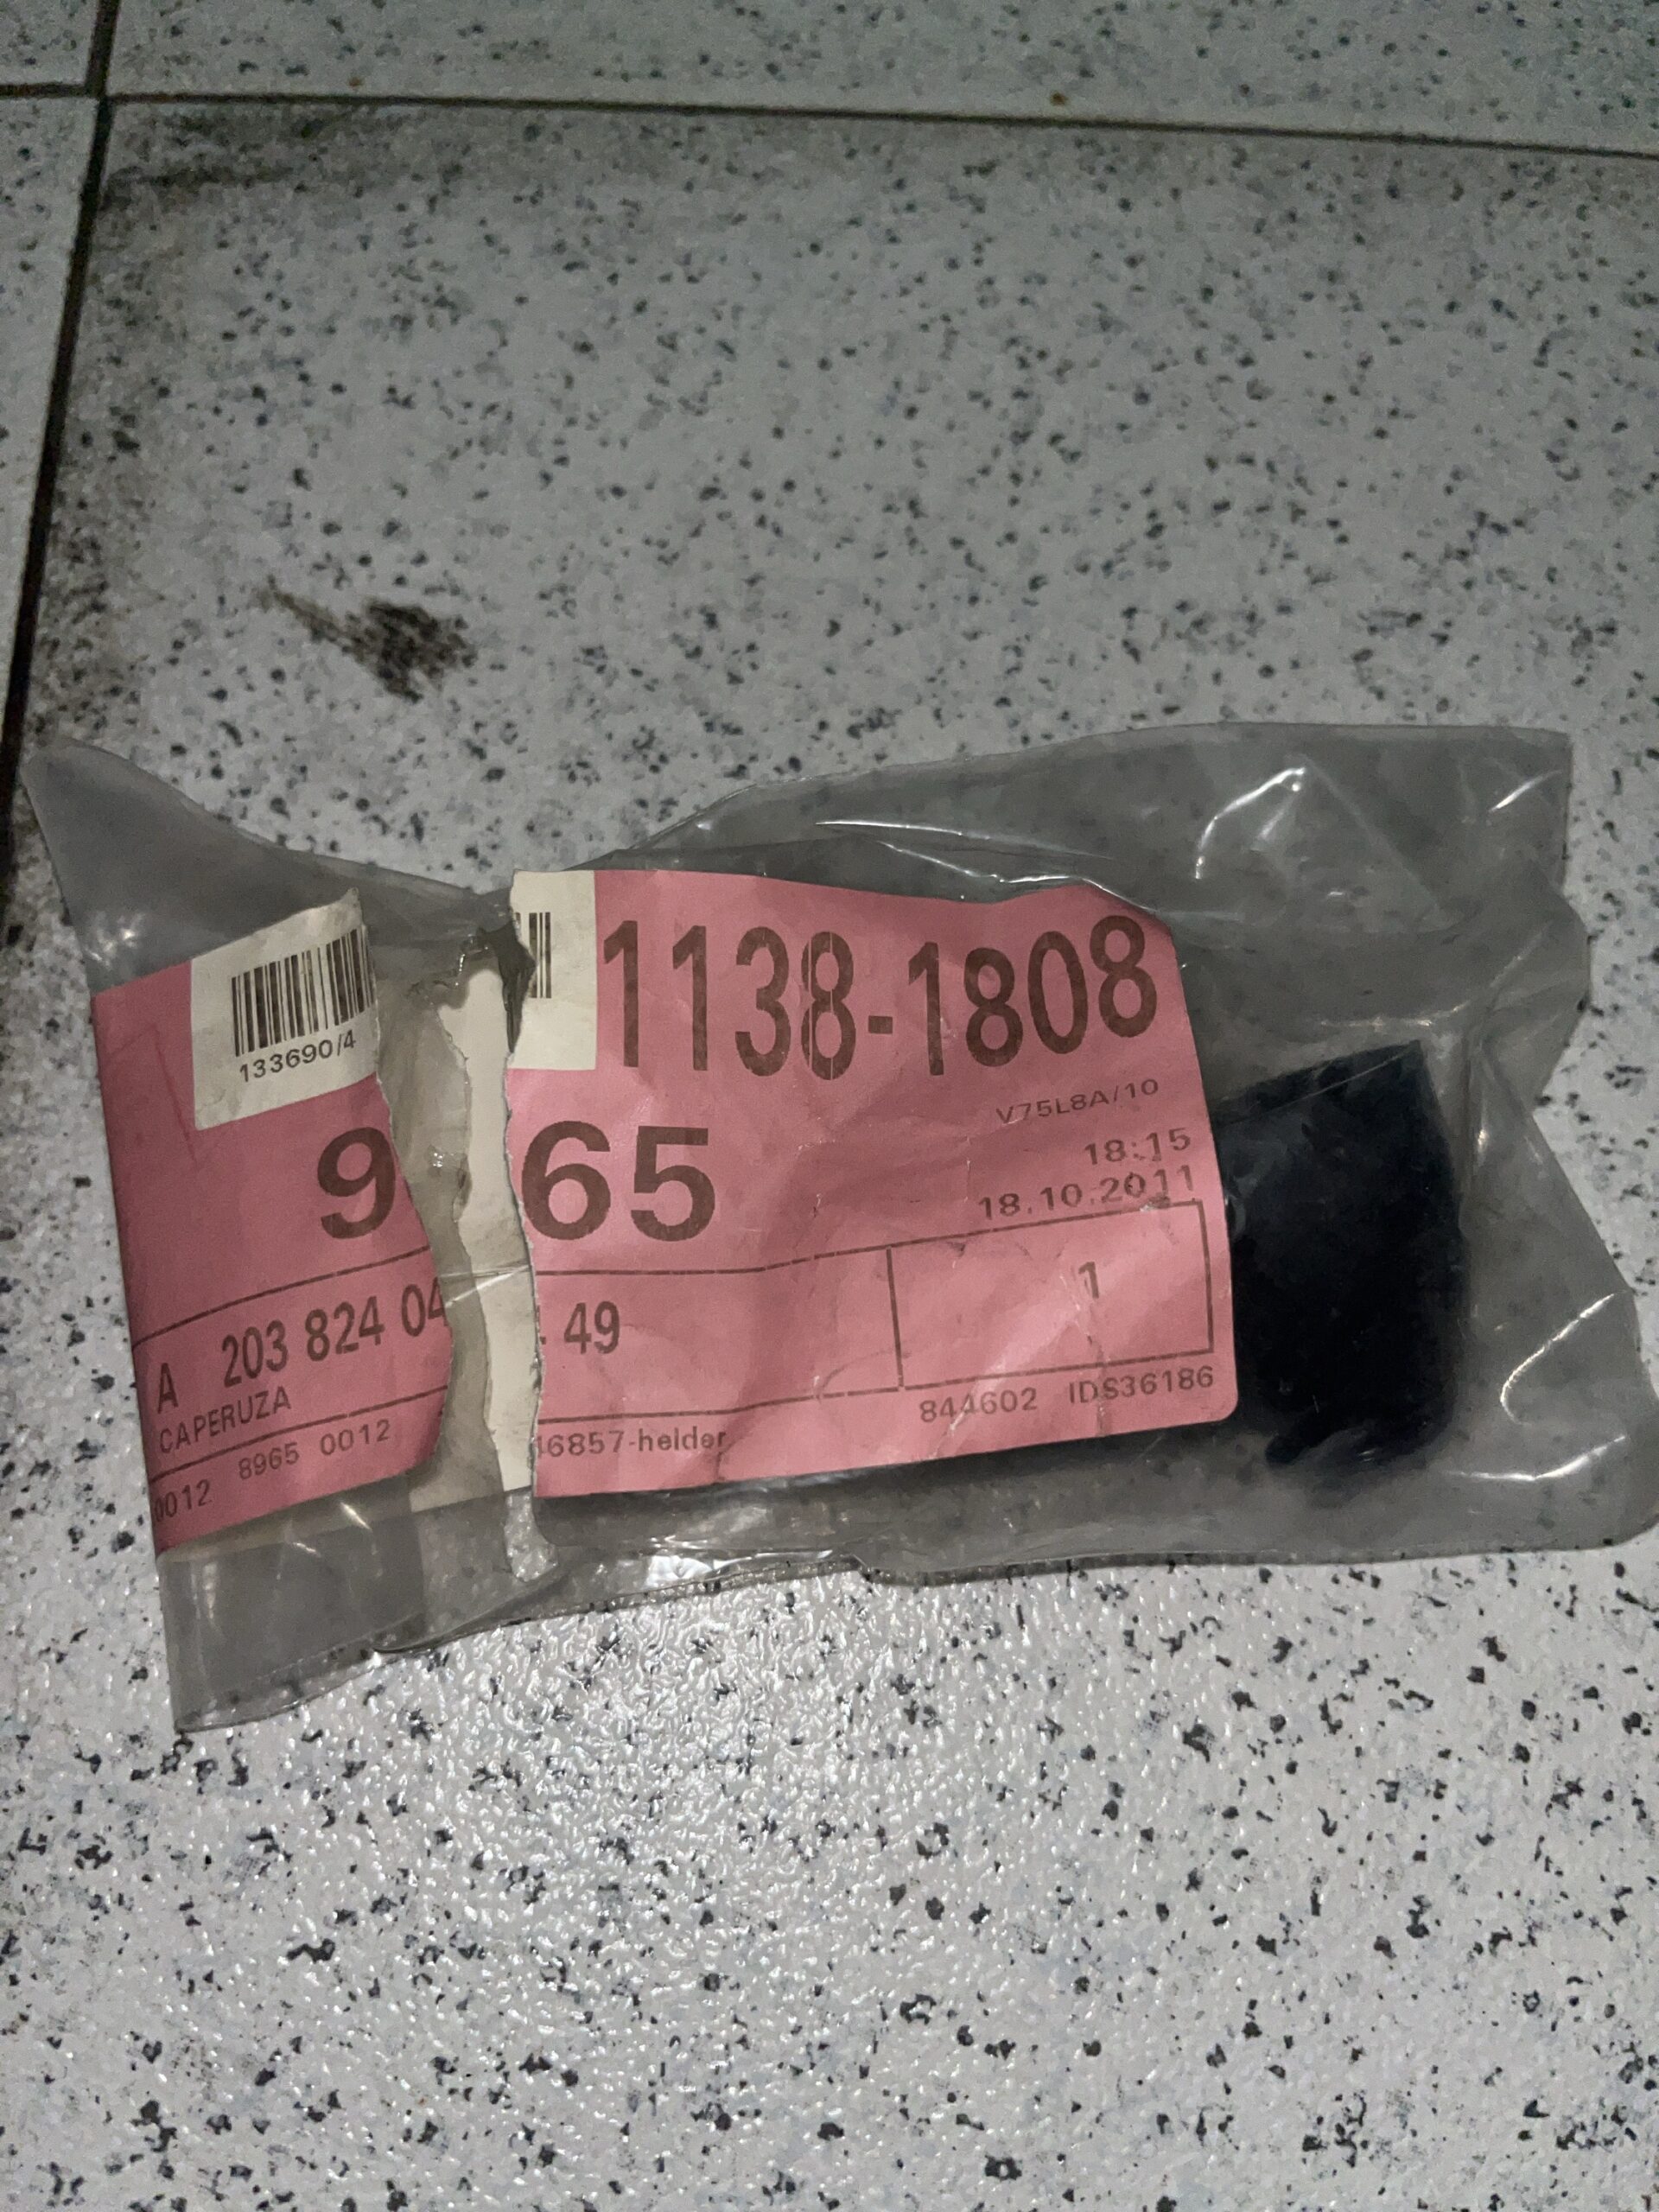 133690/4
1138-1808
V75L8A/10
9 65
18:15
18.10.2011
A 203 824 04 49
1
CAPERUZA
844602 IDS36186
8965 0012
16857-helder
0012